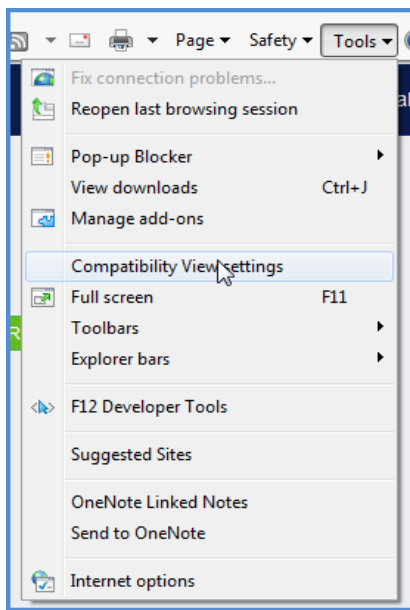 Page Safety Tools
Fix connection problems...
Reopen last browsing session
Pop-up Blocker
View downloads Ctrl+J
Manage add-ons
Compatibility View settings
Full screen F11
Toolbars
Explorer bars
F12 Developer Tools
Suggested Sites
OneNote Linked Notes
Send to OneNote
Internet options